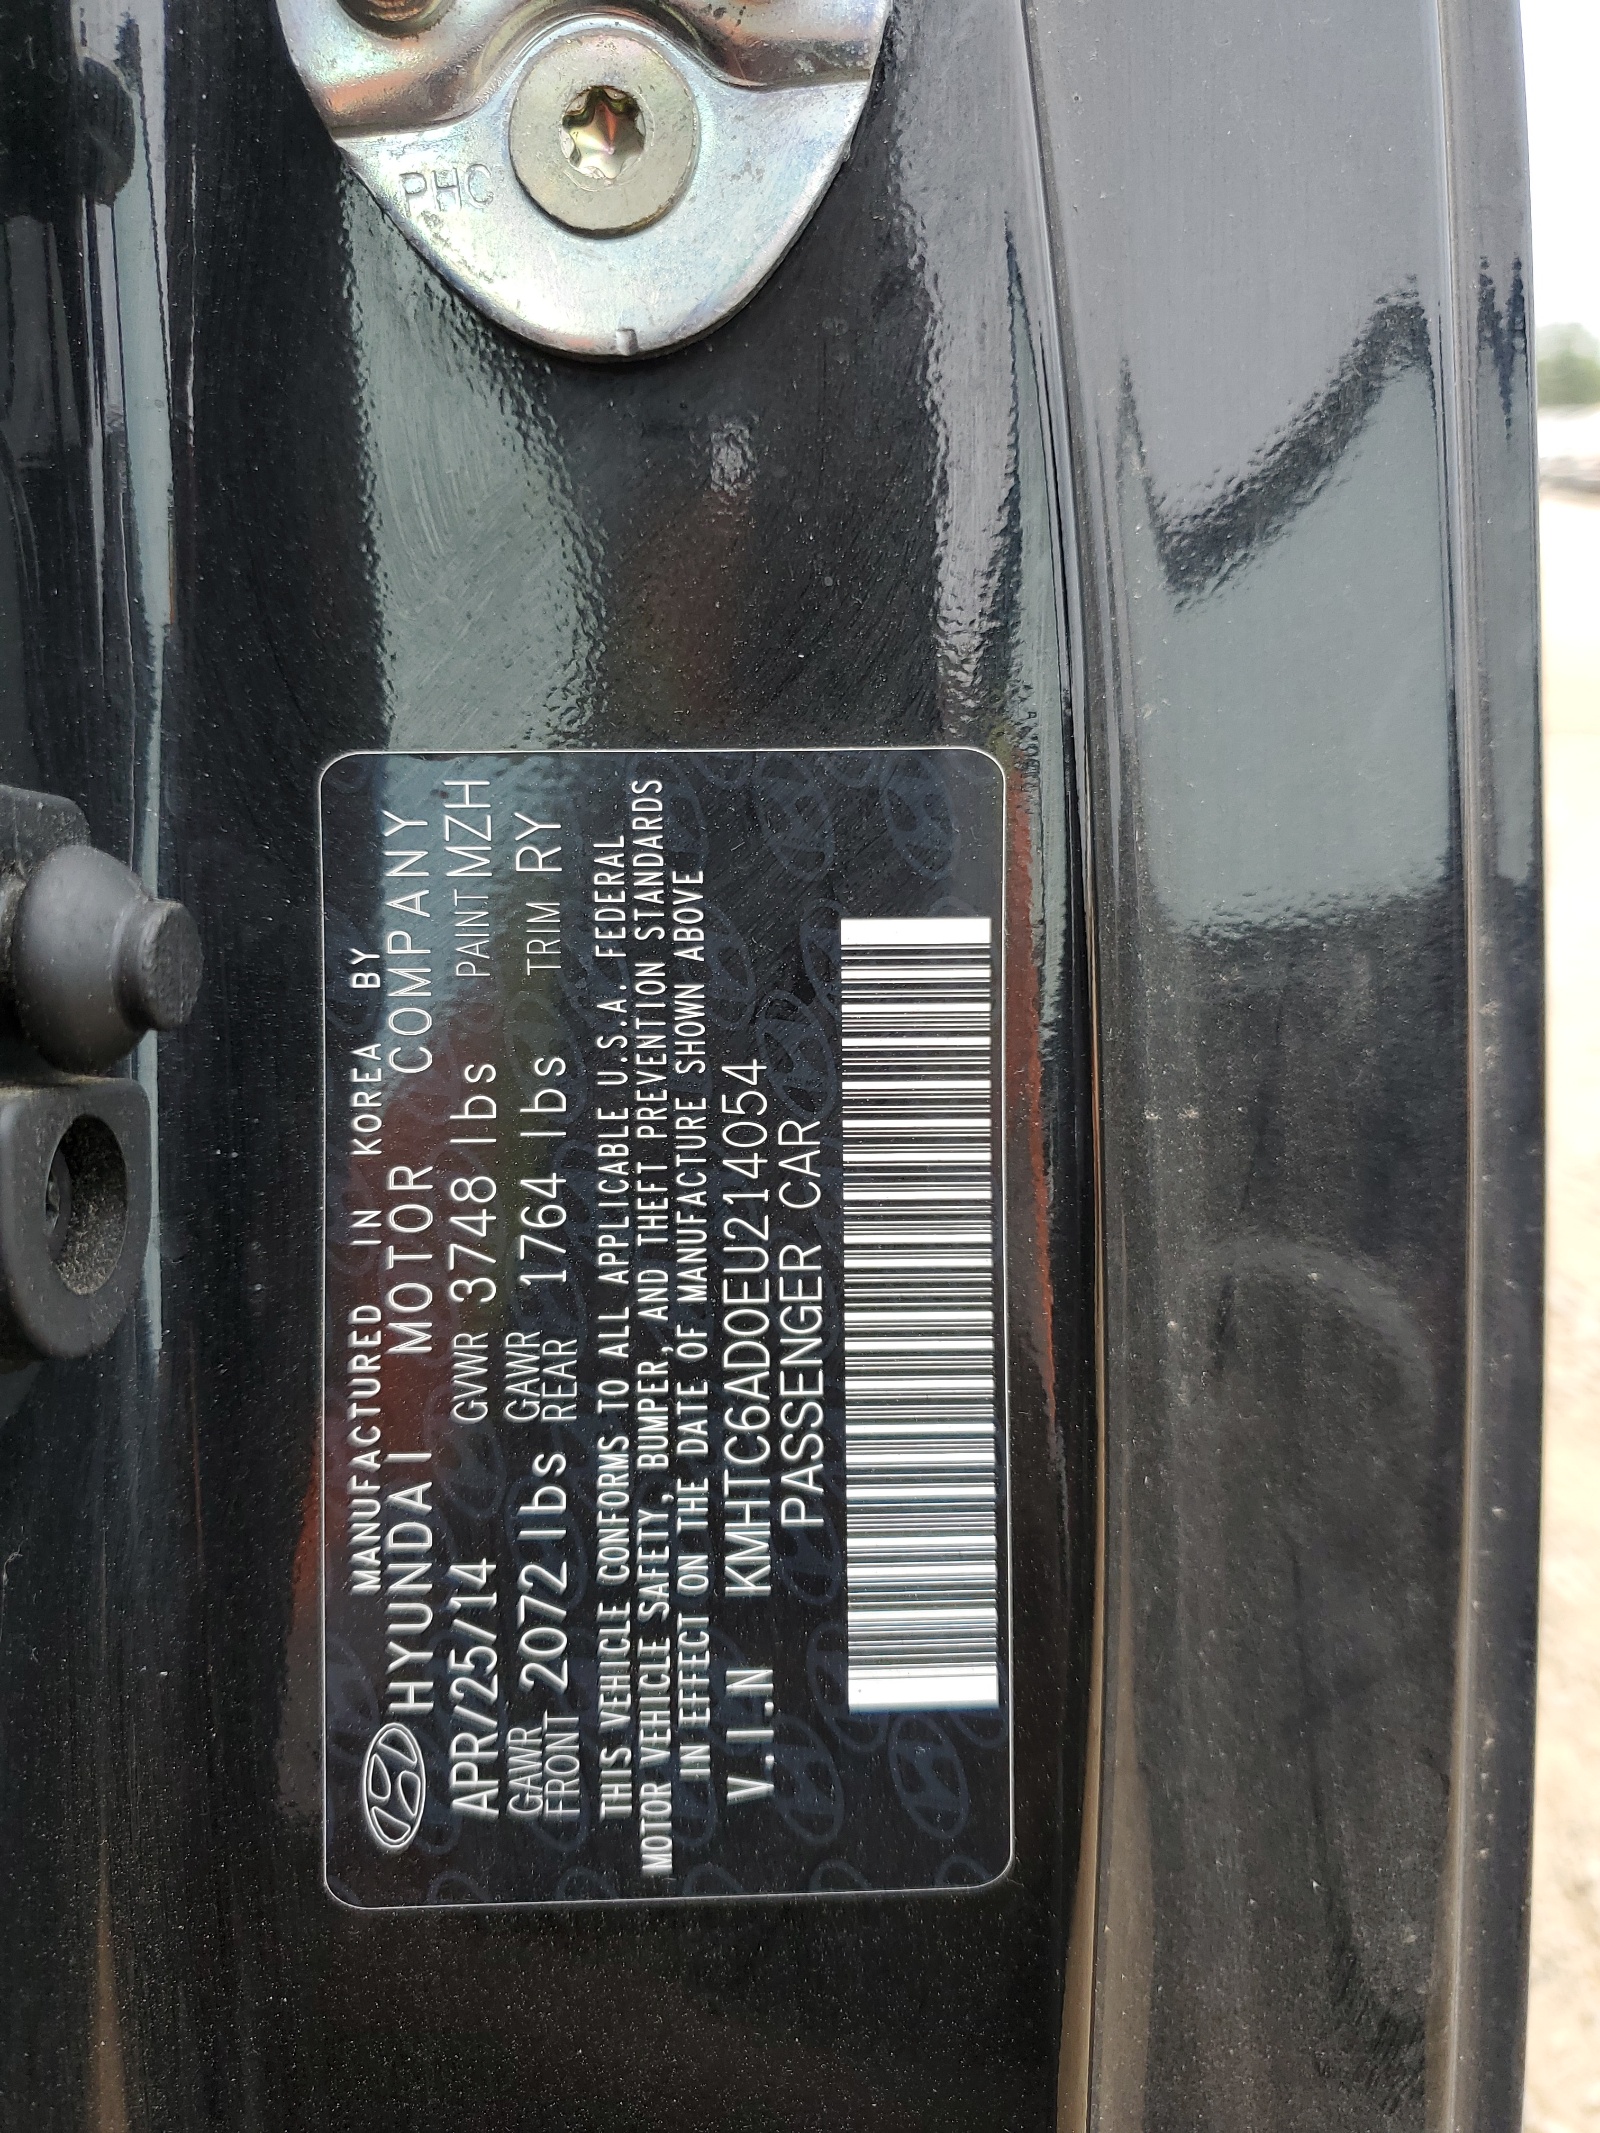 PHC
MANUFACTURED IN KOREA BY
HYUNDAI MOTOR COMPANY
APR/25/14 GVWR 3748 lbs PAINT MZH
GAWR FRONT 2072 lbs GAWR REAR 1764 lbs TRIM RY
THIS VEHICLE CONFORMS TO ALL APPLICABLE U.S.A. FEDERAL
MOTOR VEHICLE SAFETY, BUMPER, AND THEFT PREVENTION STANDARDS
IN EFFECT ON THE DATE OF MANUFACTURE SHOWN ABOVE
V.I.N KMHTC6AD0EU214054
PASSENGER CAR